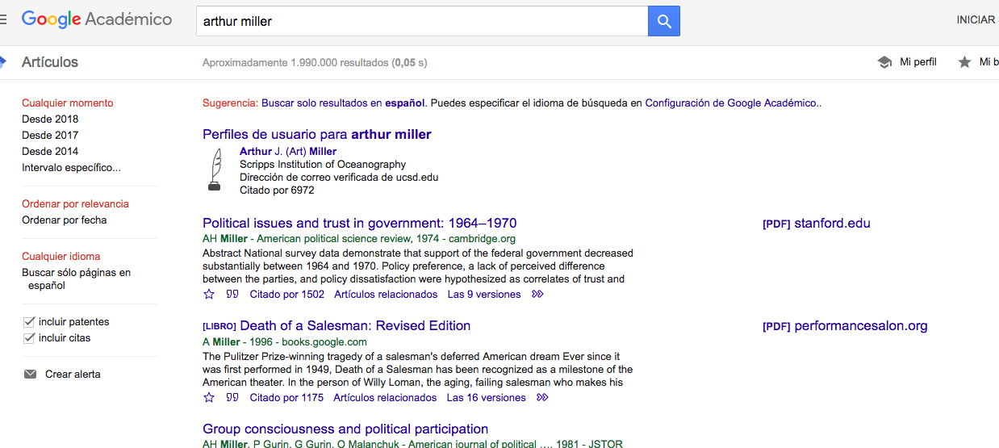 Google Académico
arthur miller
INICIAR
Artículos
Aproximadamente 1.990.000 resultados (0,05 s)
Mi perfil
Mi b
Cualquier momento
Desde 2018
Desde 2017
Desde 2014
Intervalo específico...
Ordenar por relevancia
Ordenar por fecha
Cualquier idioma
Buscar sólo páginas en
español
incluir patentes
incluir citas
Crear alerta
Sugerencia: Buscar solo resultados en español. Puedes especificar el idioma de búsqueda en Configuración de Google Académico..
Perfiles de usuario para arthur miller
Arthur J. (Art) Miller
Scripps Institution of Oceanography
Dirección de correo verificada de ucsd.edu
Citado por 6972
Political issues and trust in government: 1964–1970
[PDF] stanford.edu
AH Miller - American political science review, 1974 - cambridge.org
Abstract National survey data demonstrate that support of the federal government decreased
substantially between 1964 and 1970. Policy preference, a lack of perceived difference
between the parties, and policy dissatisfaction were hypothesized as correlates of trust and
Citado por 1502 Artículos relacionados Las 9 versiones
[LIBRO] Death of a Salesman: Revised Edition
[PDF] performancesalon.org
A Miller - 1996 - books.google.com
The Pulitzer Prize-winning tragedy of a salesman's deferred American dream Ever since it
was first performed in 1949, Death of a Salesman has been recognized as a milestone of the
American theater. In the person of Willy Loman, the aging, failing salesman who makes his
Citado por 1175 Artículos relacionados Las 16 versiones
Group consciousness and political participation
AH Miller, P Gurin, G Gurin, O Malanchuk - American journal of political …, 1981 - JSTOR